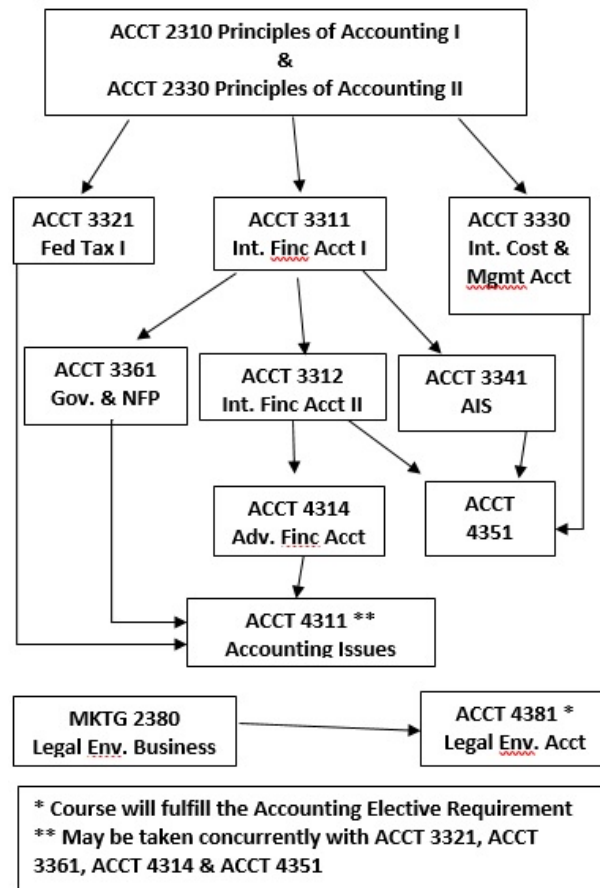 ACCT 2310 Principles of Accounting I
&
ACCT 2330 Principles of Accounting II
ACCT 3321
Fed Tax I
ACCT 3311
Int. Finc Acct I
ACCT 3330
Int. Cost &
Mgmt Acct
ACCT 3361
Gov. & NFP
ACCT 3312
Int. Finc Acct II
ACCT 3341
AIS
ACCT 4314
Adv. Finc Acct
ACCT
4351
ACCT 4311 **
Accounting Issues
MKTG 2380
Legal Env. Business
ACCT 4381 *
Legal Env. Acct
* Course will fulfill the Accounting Elective Requirement
** May be taken concurrently with ACCT 3321, ACCT
3361, ACCT 4314 & ACCT 4351